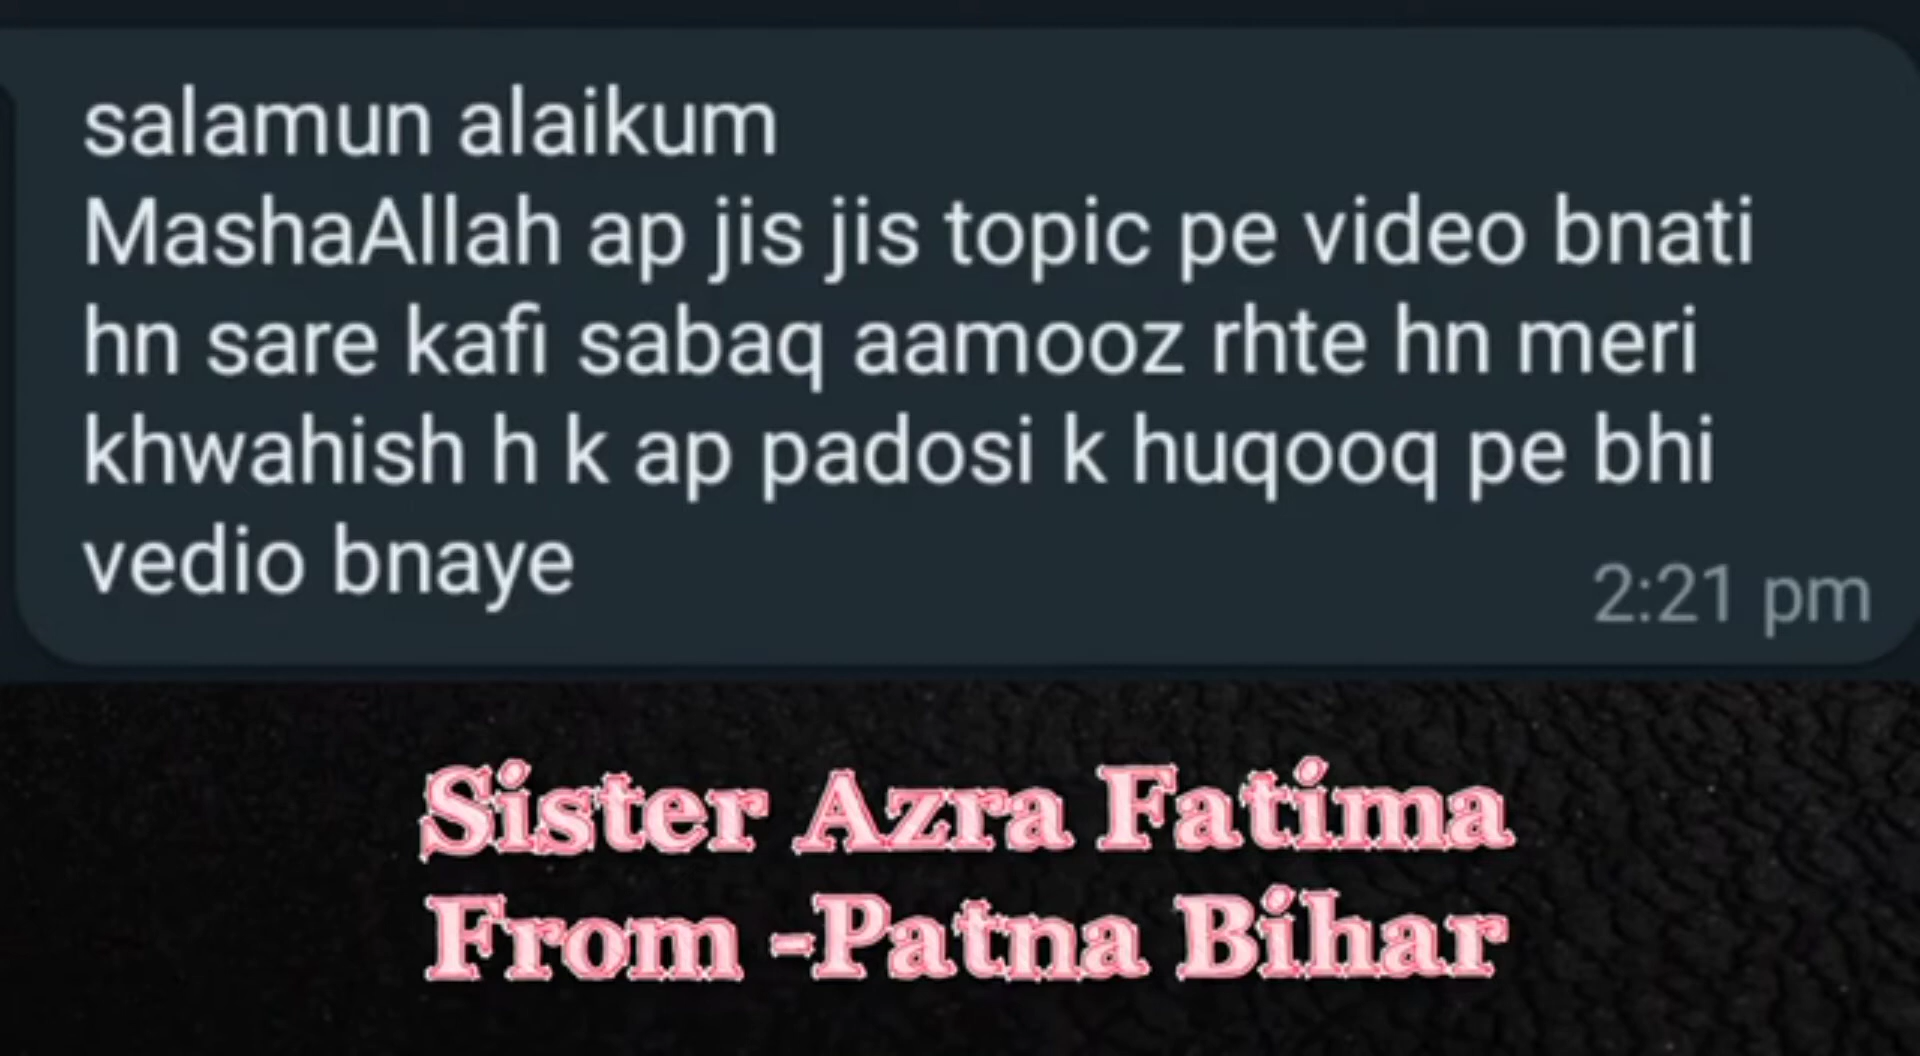 salamun alaikum
MashaAllah ap jis jis topic pe video bnati
hn sare kafi sabaq aamooz rhte hn meri
khwahish h k ap padosi k huqooq pe bhi
vedio bnaye
2:21 pm
Sister Azra Fatima
From -Patna Bihar